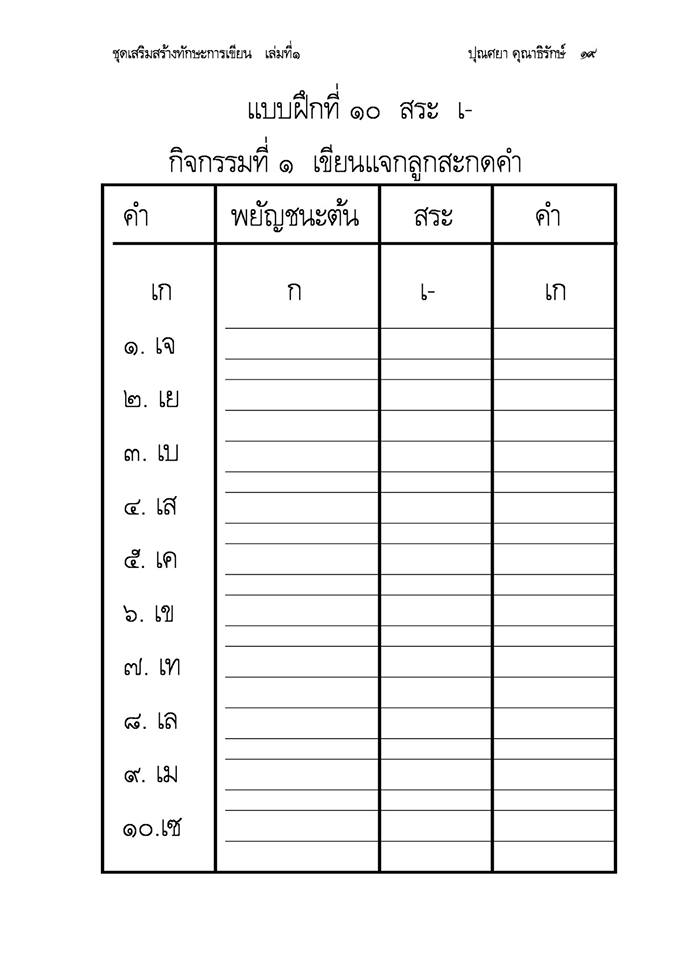 ชุดเสริมสร้างทักษะการเขียน เล่มที่๑ ปุณศยา คุณาธิรักษ์ ๑๙
แบบฝึกที่ ๑๐ สระ เ-
กิจกรรมที่ ๑ เขียนแจกลูกสะกดคำ
คำ พยัญชนะต้น สระ คำ
เก ก เ- เก
๑. เจ
๒. เย
๓. เบ
๔. เส
๕. เค
๖. เข
๗. เท
๘. เล
๙. เม
๑๐.เซ